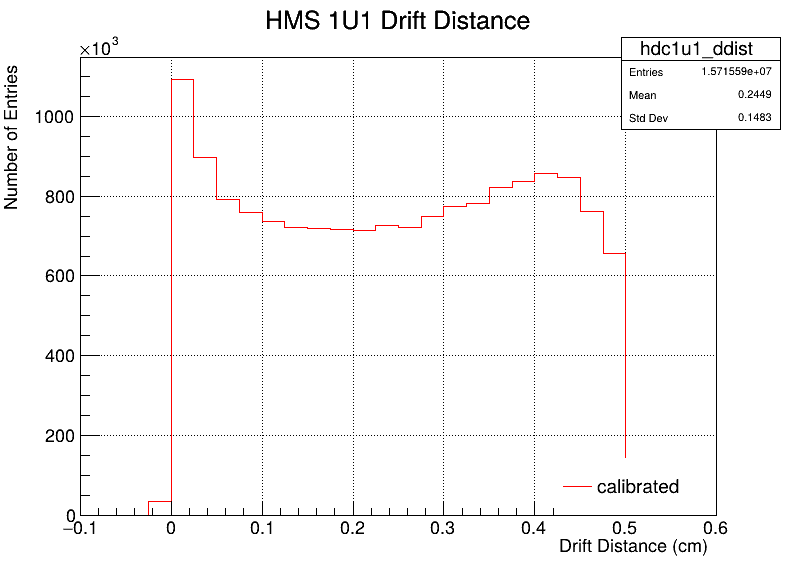 HMS 1U1 Drift Distance
×10³
hdc1u1_ddist
Entries 1.571559e+07
Mean 0.2449
Std Dev 0.1483
Number of Entries
1000
800
600
400
200
0
−0.1 0 0.1 0.2 0.3 0.4 0.5 0.6
calibrated
Drift Distance (cm)